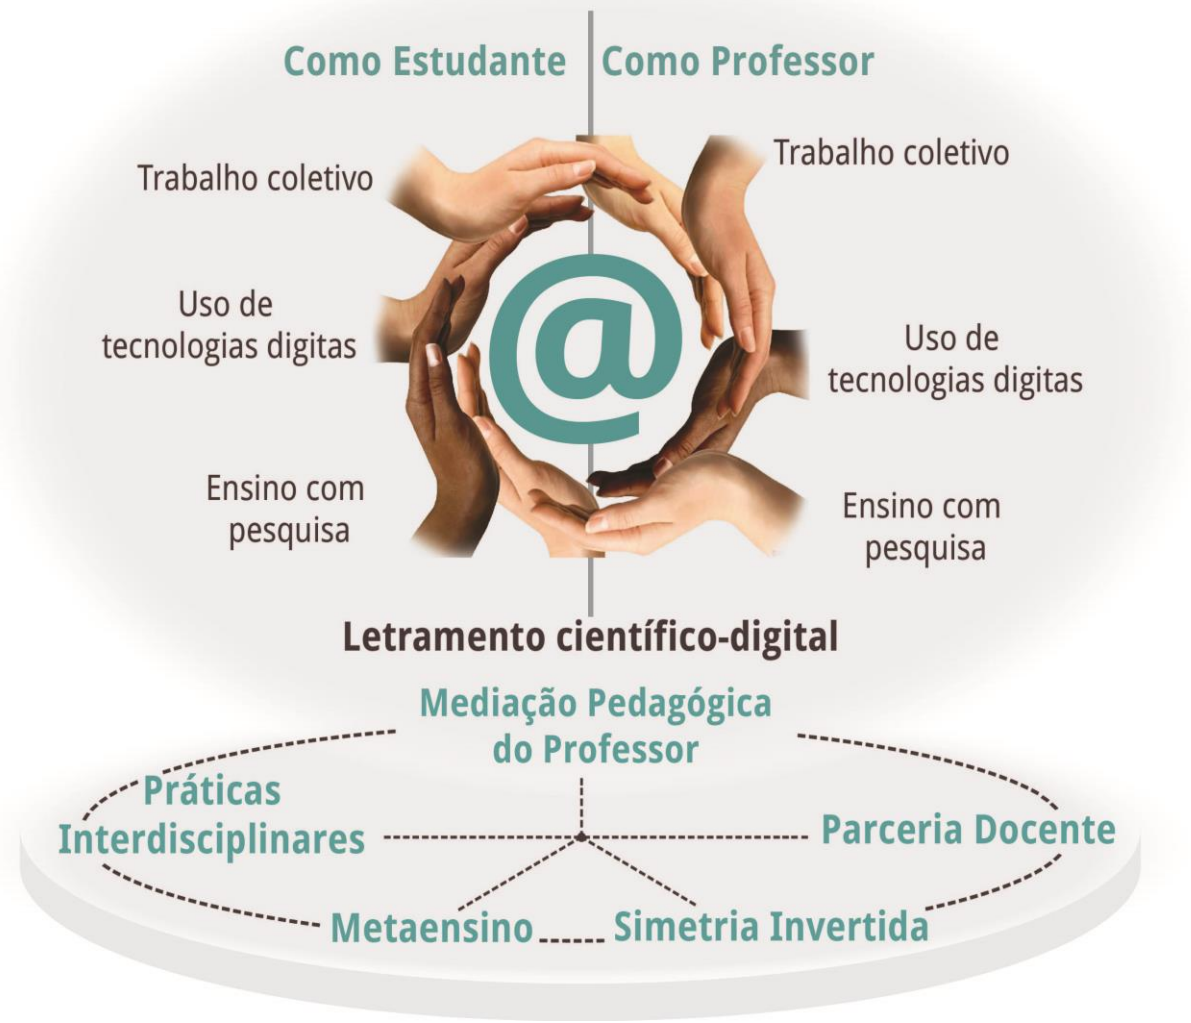 Como Estudante
Como Professor
Trabalho coletivo
Trabalho coletivo
Uso de
tecnologias digitas
Uso de
tecnologias digitas
Ensino com
pesquisa
Ensino com
pesquisa
@
Letramento científico-digital
Mediação Pedagógica
do Professor
Práticas
Interdisciplinares
Parceria Docente
Metaensino
Simetria Invertida